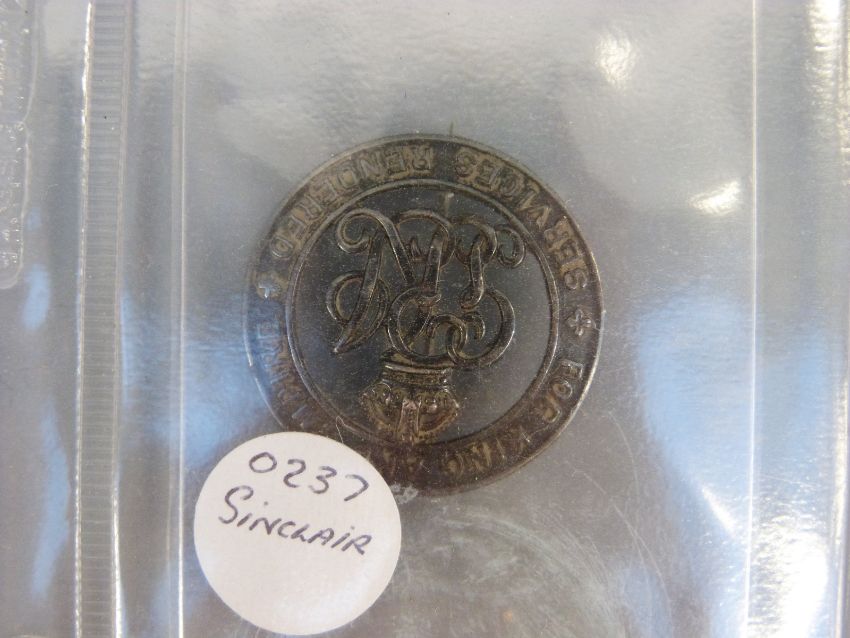 FOR KING
SERVICES RENDERED
0237
SINCLAIR